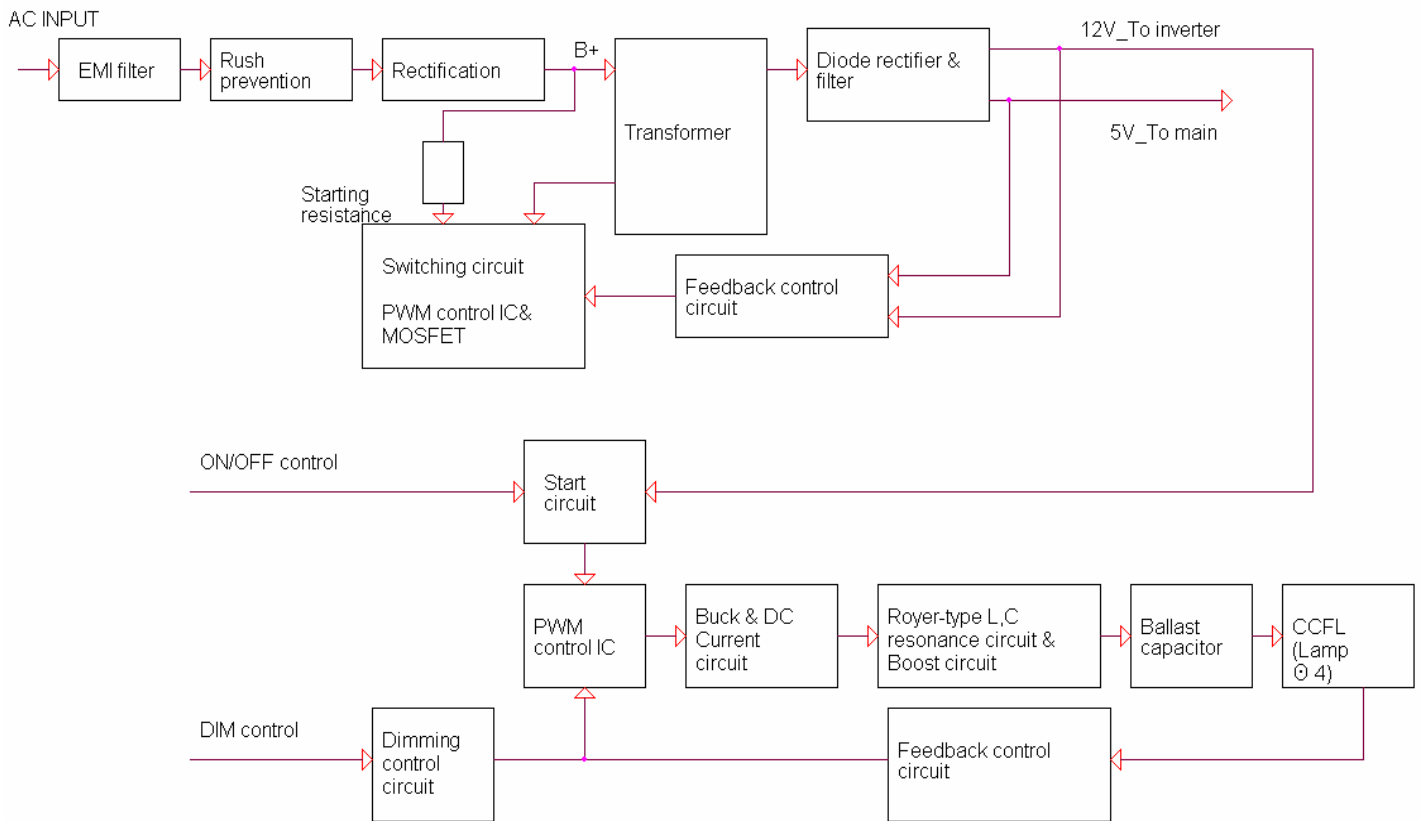 AC INPUT
EMI filter
Rush
prevention
Rectification
B+
Transformer
Diode rectifier &
filter
12V_To inverter
5V_To main
Starting
resistance
Switching circuit
PWM control IC&
MOSFET
Feedback control
circuit
ON/OFF control
Start
circuit
PWM
control IC
Buck & DC
Current
circuit
Royer-type L,C
resonance circuit &
Boost circuit
Ballast
capacitor
CCFL
(Lamp
⊙ 4)
DIM control
Dimming
control
circuit
Feedback control
circuit